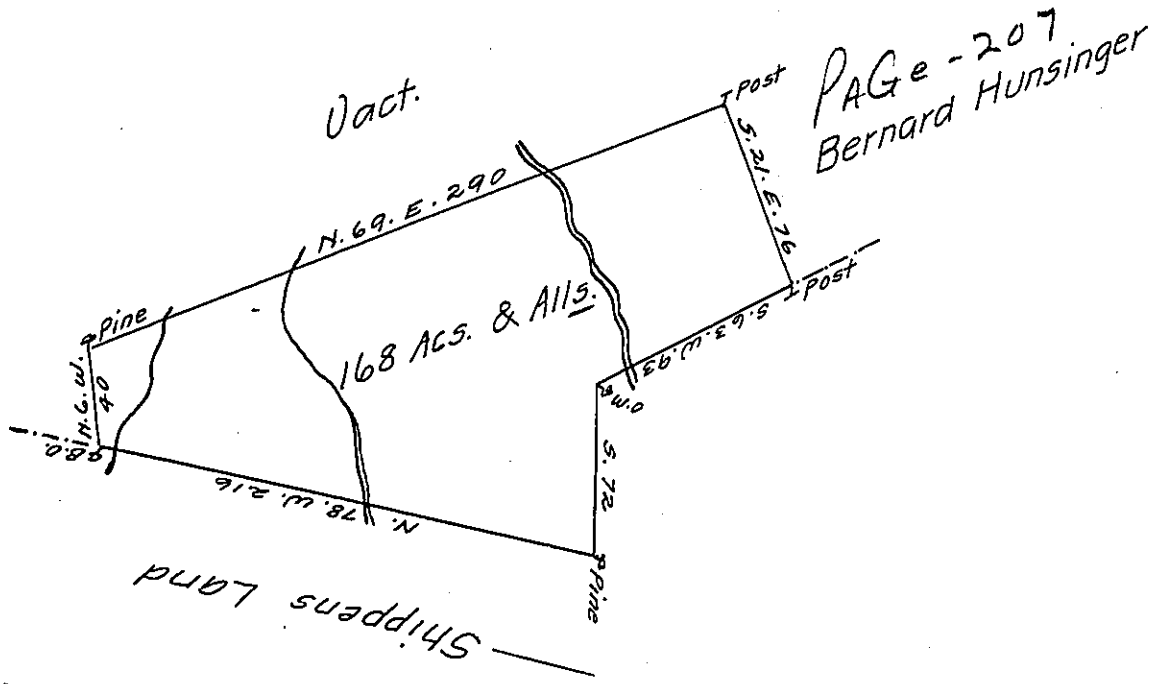 PAGe - 207
Bernard Hunsinger
Vact.
Post
S. 21. E. 76
N. 69. E. 290
Post
Pine
168 Acs. & Alls.
S. 63. W. 93
N. 6. W.
40
O.M.
B.O.
S. 72
N. 78. W. 216
Pine
Shippens Land